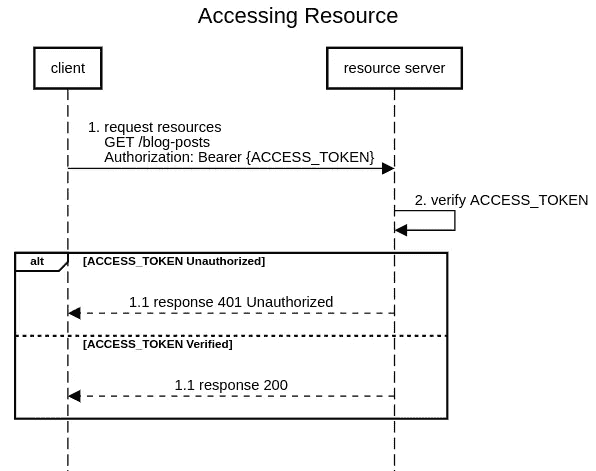 Accessing Resource
client
resource server
1. request resources
GET /blog-posts
Authorization: Bearer {ACCESS_TOKEN}
2. verify ACCESS_TOKEN
alt
[ACCESS_TOKEN Unauthorized]
1.1 response 401 Unauthorized
[ACCESS_TOKEN Verified]
1.1 response 200